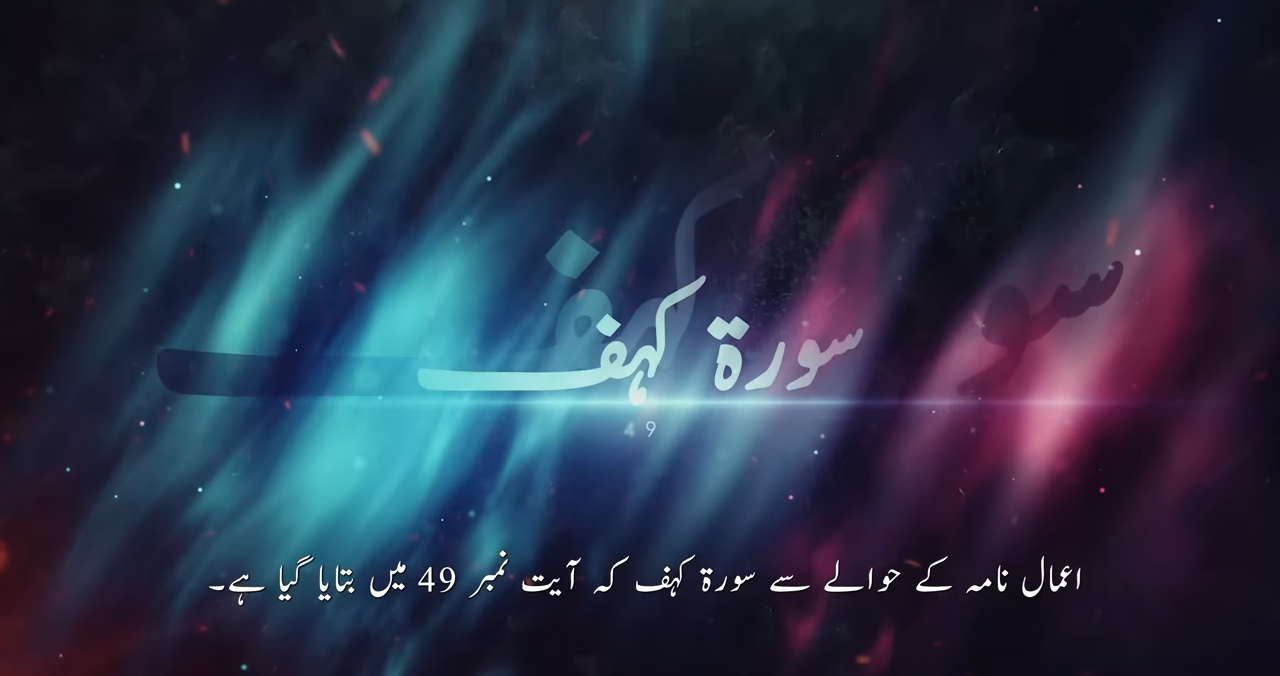 سورۃ کہف
49
اعمال نامہ کے حوالے سے سورۃ کہف کہ آیت نمبر 49 میں بتایا گیا ہے۔